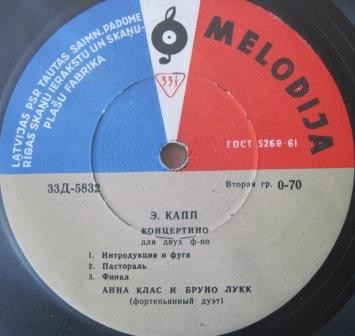 LATVIJAS PSR TAUTAS SAIMN. PADOME
RĪGAS SKAŅU IERAKSTU UN SKAŅU-
PLAŠU FABRIKA
33⅓
MELODIJA
ГОСТ 5269-61
33Д-5832
Вторая гр. 0-70
Э. КАПП
КОНЦЕРТИНО
для двух ф-но
1. Интродукция и фуга
2. Пастораль
3. Финал
АННА КЛАС И БРУНО ЛУКК
(фортепьянный дуэт)